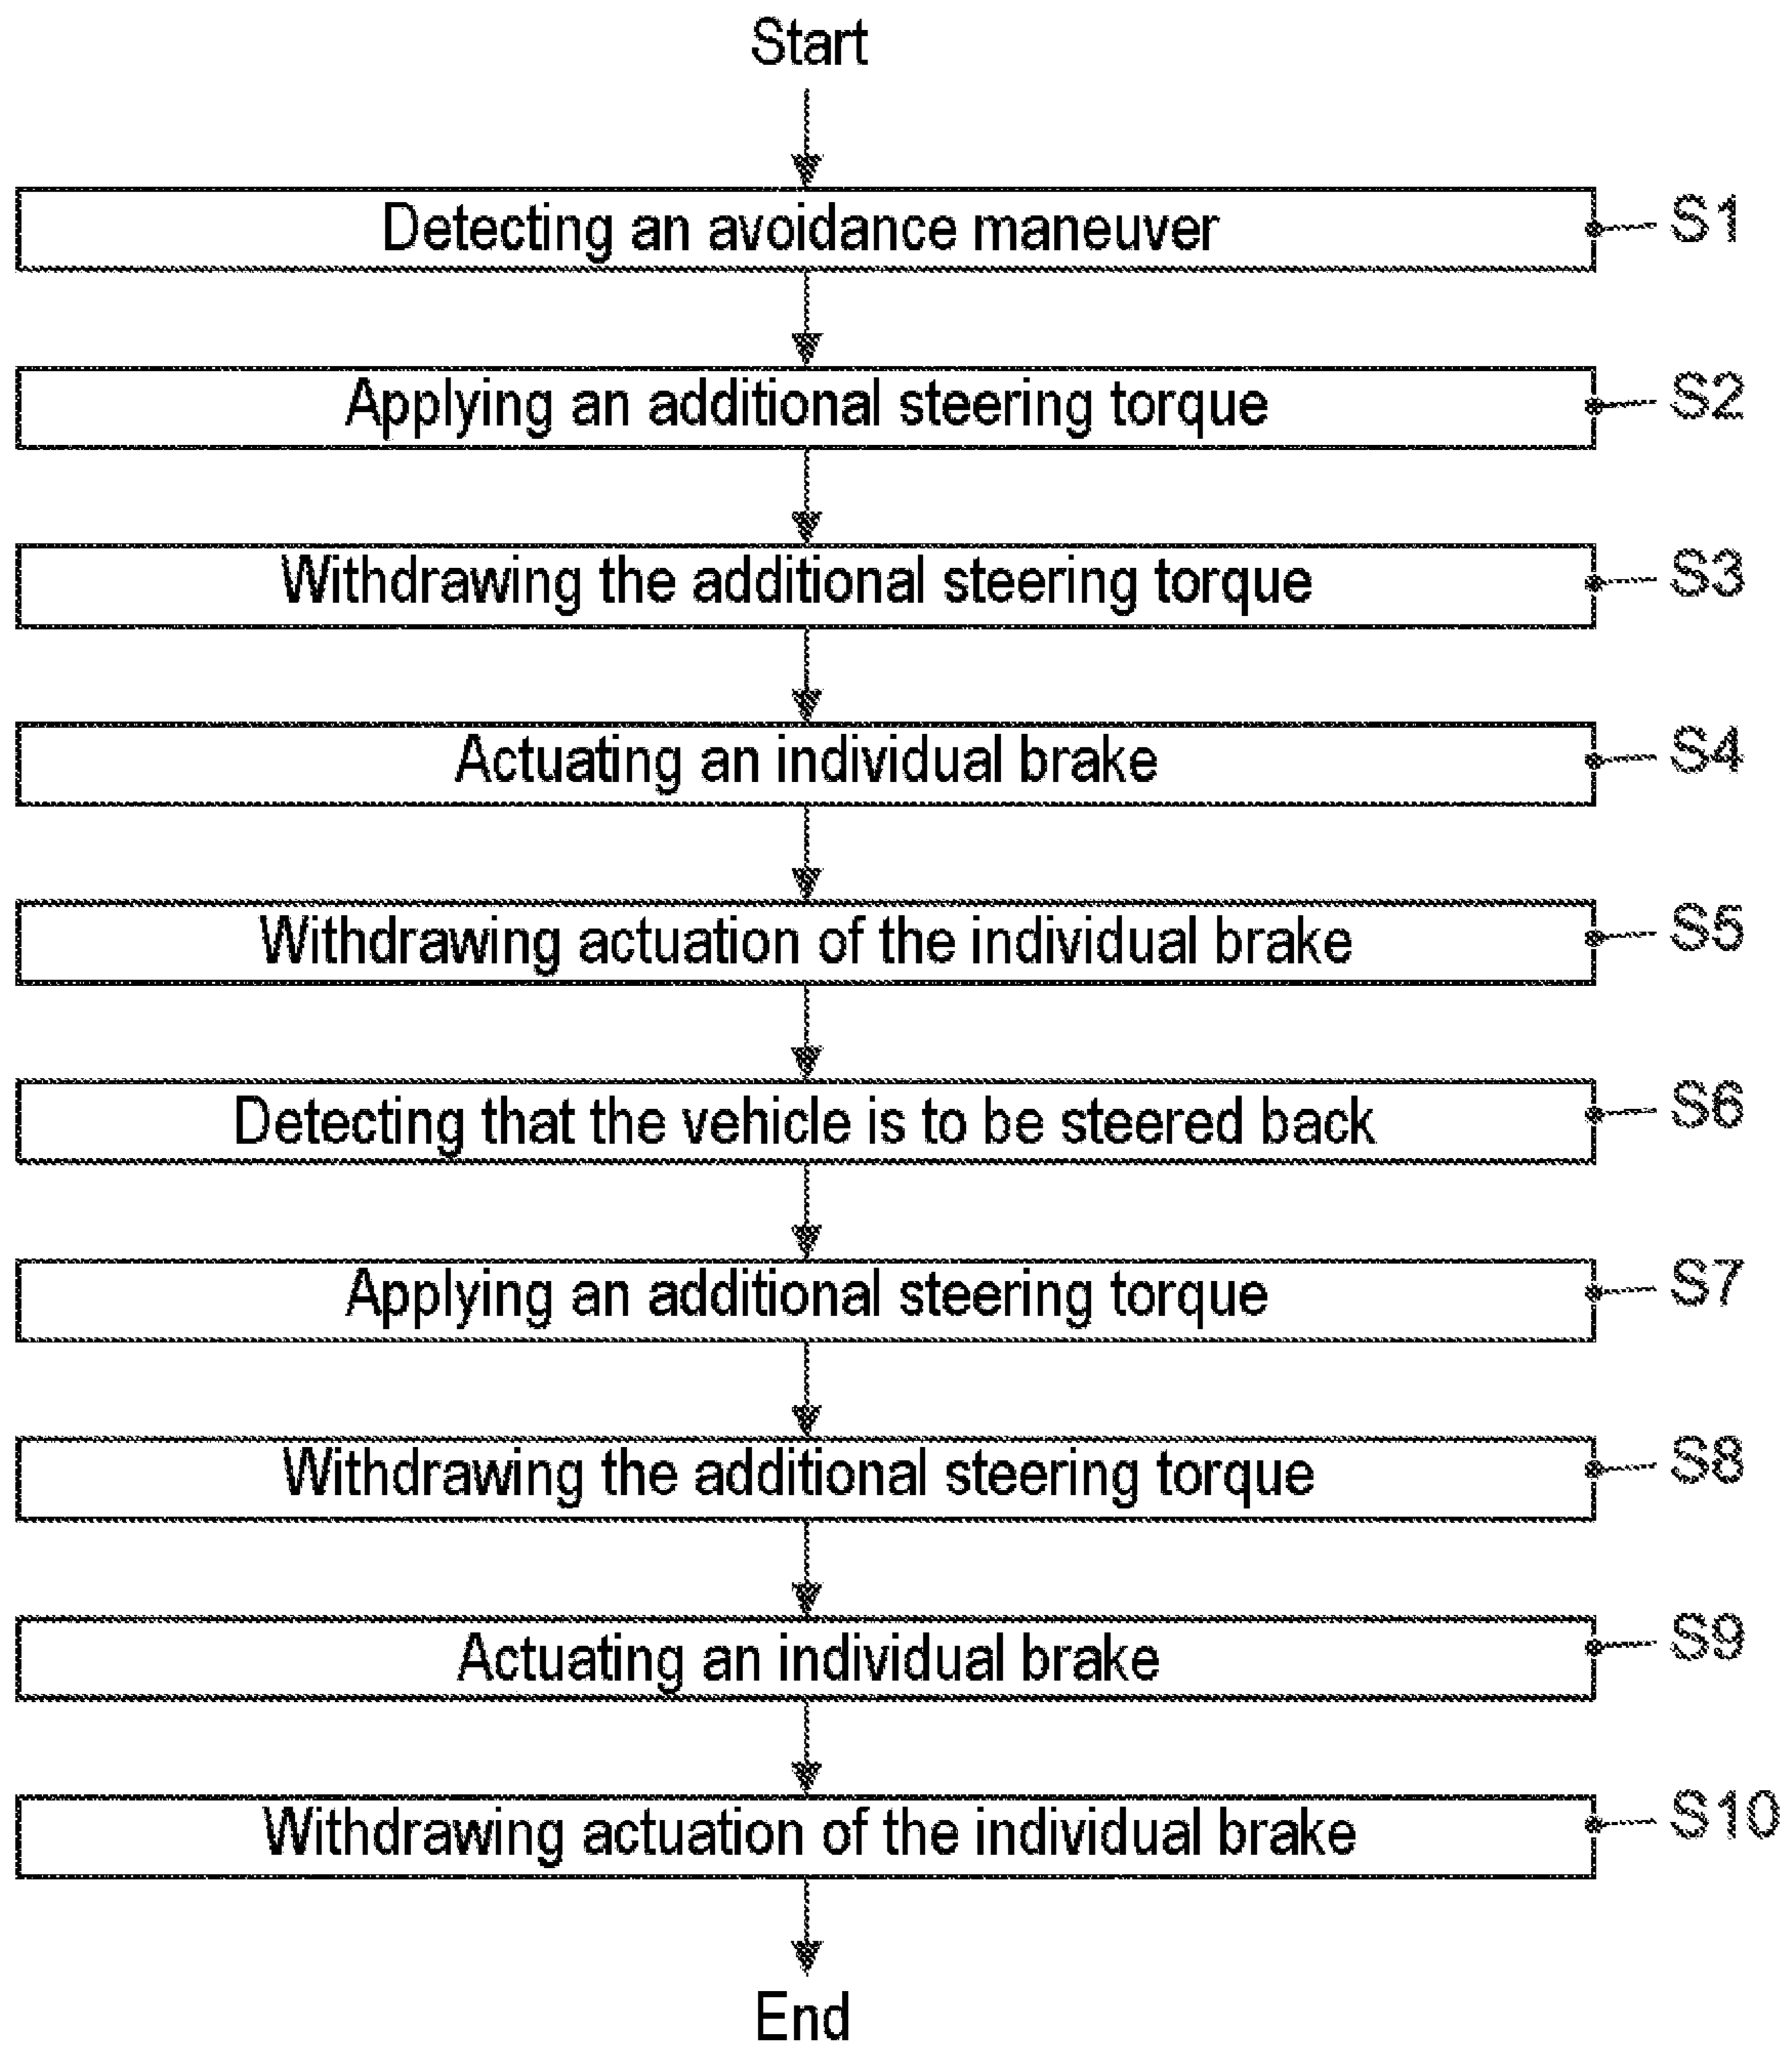 Start
Detecting an avoidance maneuver S1
Applying an additional steering torque S2
Withdrawing the additional steering torque S3
Actuating an individual brake S4
Withdrawing actuation of the individual brake S5
Detecting that the vehicle is to be steered back S6
Applying an additional steering torque S7
Withdrawing the additional steering torque S8
Actuating an individual brake S9
Withdrawing actuation of the individual brake S10
End